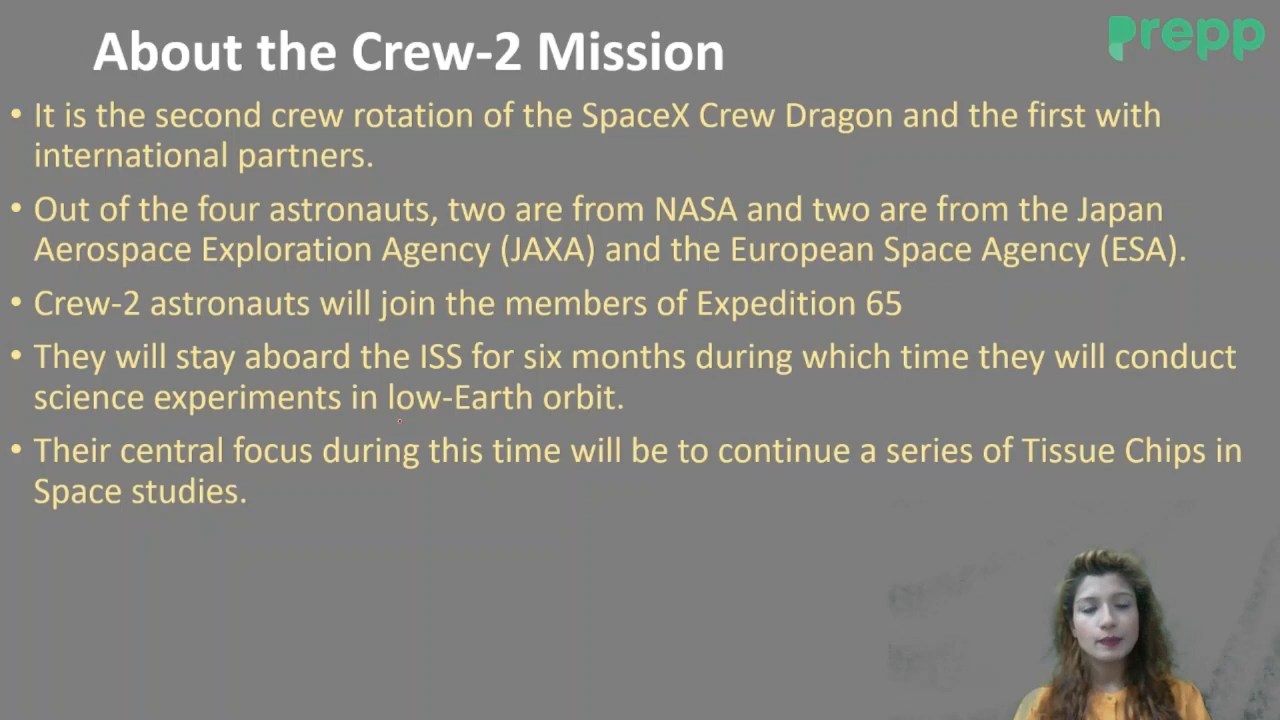 prepp
About the Crew-2 Mission
• It is the second crew rotation of the SpaceX Crew Dragon and the first with
international partners.
• Out of the four astronauts, two are from NASA and two are from the Japan
Aerospace Exploration Agency (JAXA) and the European Space Agency (ESA).
• Crew-2 astronauts will join the members of Expedition 65
• They will stay aboard the ISS for six months during which time they will conduct
science experiments in low-Earth orbit.
• Their central focus during this time will be to continue a series of Tissue Chips in
Space studies.